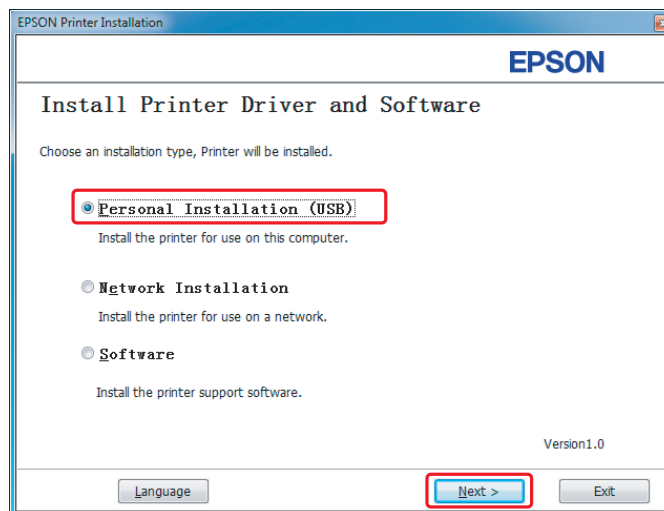 EPSON Printer Installation
EPSON
Install Printer Driver and Software
Choose an installation type, Printer will be installed.
Personal Installation (USB)
Install the printer for use on this computer.
Network Installation
Install the printer for use on a network.
Software
Install the printer support software.
Version1.0
Language Next > Exit